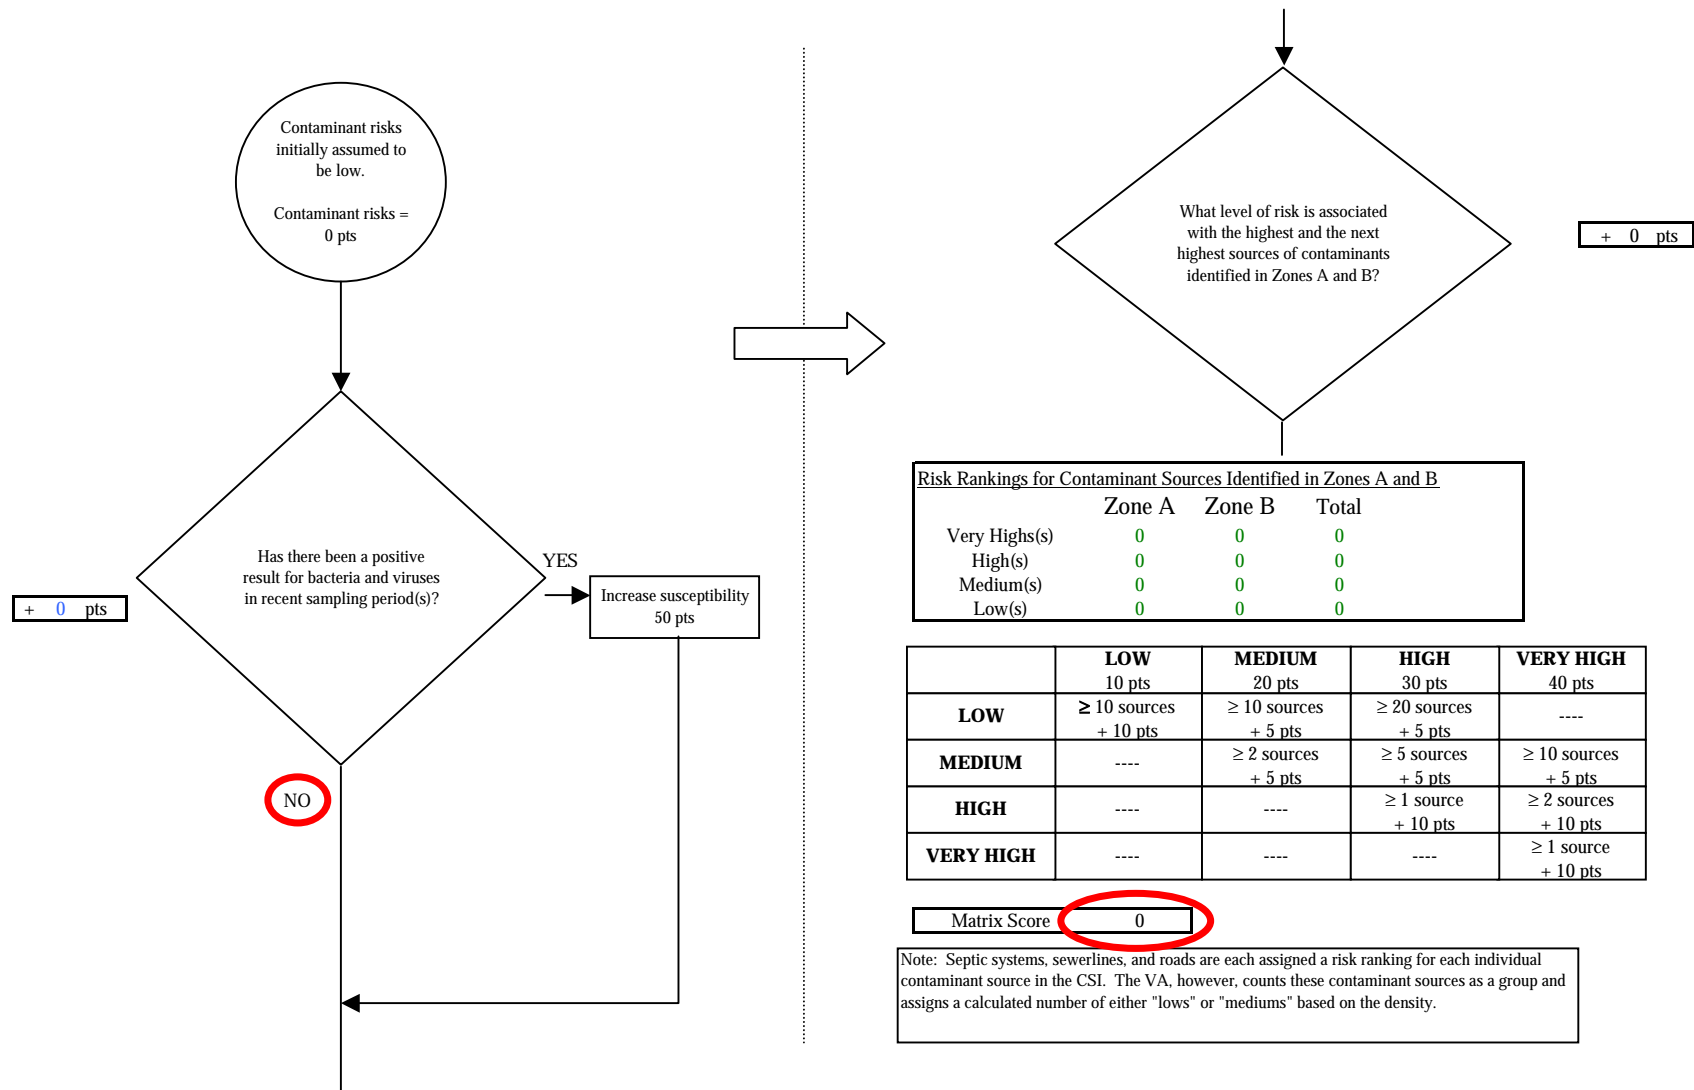 Contaminant risks
initially assumed to
be low.
Contaminant risks =
0 pts
Has there been a positive
result for bacteria and viruses
in recent sampling period(s)?
+ 0 pts
YES
Increase susceptibility
50 pts
NO
What level of risk is associated
with the highest and the next
highest sources of contaminants
identified in Zones A and B?
+ 0 pts
Risk Rankings for Contaminant Sources Identified in Zones A and B
Zone A Zone B Total
Very Highs(s) 0 0 0
High(s) 0 0 0
Medium(s) 0 0 0
Low(s) 0 0 0
LOW MEDIUM HIGH VERY HIGH
10 pts 20 pts 30 pts 40 pts
LOW ≥ 10 sources ≥ 10 sources ≥ 20 sources ----
+ 10 pts + 5 pts + 5 pts
MEDIUM ---- ≥ 2 sources ≥ 5 sources ≥ 10 sources
+ 5 pts + 5 pts + 5 pts
HIGH ---- ---- ≥ 1 source ≥ 2 sources
+ 10 pts + 10 pts
VERY HIGH ---- ---- ---- ≥ 1 source
+ 10 pts
Matrix Score 0
Note: Septic systems, sewerlines, and roads are each assigned a risk ranking for each individual
contaminant source in the CSI. The VA, however, counts these contaminant sources as a group and
assigns a calculated number of either "lows" or "mediums" based on the density.